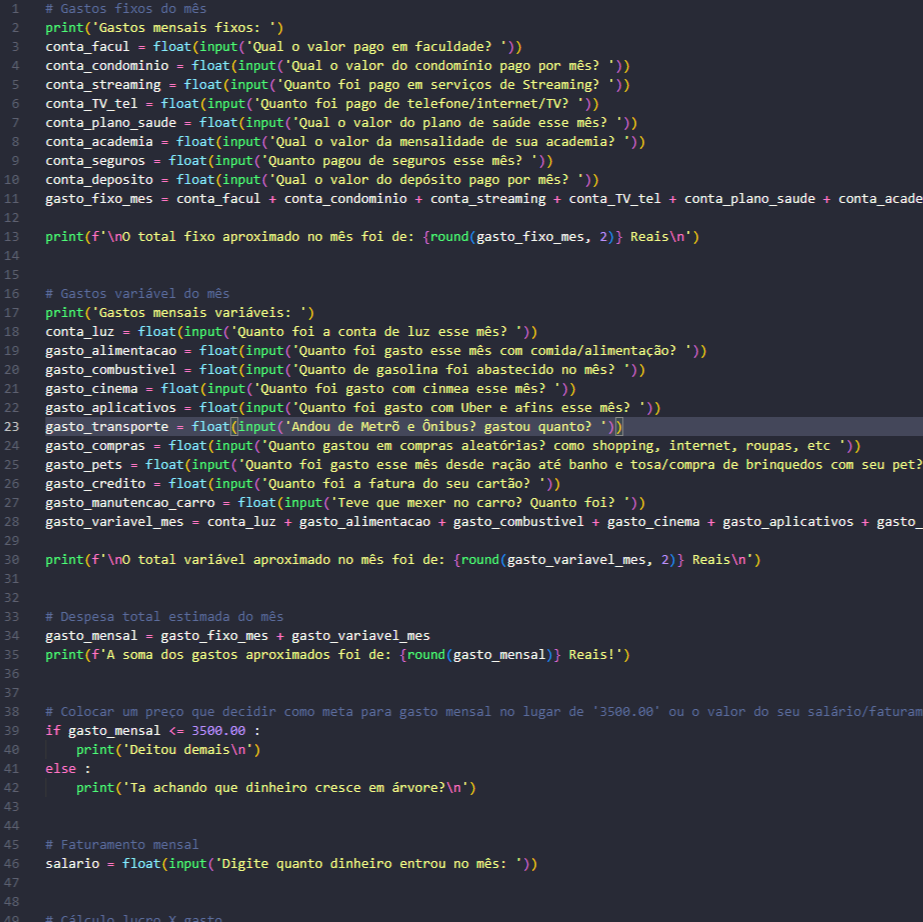 1 # Gastos fixos do mês
2 print('Gastos mensais fixos: ')
3 conta_facul = float(input('Qual o valor pago em faculdade? '))
4 conta_condominio = float(input('Qual o valor do condomínio pago por mês? '))
5 conta_streaming = float(input('Quanto foi pago em serviços de Streaming? '))
6 conta_TV_tel = float(input('Quanto foi pago de telefone/internet/TV? '))
7 conta_plano_saude = float(input('Qual o valor do plano de saúde esse mês? '))
8 conta_academia = float(input('Qual o valor da mensalidade de sua academia? '))
9 conta_seguros = float(input('Quanto pagou de seguros esse mês? '))
10 conta_deposito = float(input('Qual o valor do depósito pago por mês? '))
11 gasto_fixo_mes = conta_facul + conta_condominio + conta_streaming + conta_TV_tel + conta_plano_saude + conta_acade
12
13 print(f'\nO total fixo aproximado no mês foi de: {round(gasto_fixo_mes, 2)} Reais\n')
14
15
16 # Gastos variável do mês
17 print('Gastos mensais variáveis: ')
18 conta_luz = float(input('Quanto foi a conta de luz esse mês? '))
19 gasto_alimentacao = float(input('Quanto foi gasto esse mês com comida/alimentação? '))
20 gasto_combustivel = float(input('Quanto de gasolina foi abastecido no mês? '))
21 gasto_cinema = float(input('Quanto foi gasto com cinmea esse mês? '))
22 gasto_aplicativos = float(input('Quanto foi gasto com Uber e afins esse mês? '))
23 gasto_transporte = float(input('Andou de Metrõ e Ônibus? gastou quanto? '))
24 gasto_compras = float(input('Quanto gastou em compras aleatórias? como shopping, internet, roupas, etc '))
25 gasto_pets = float(input('Quanto foi gasto esse mês desde ração até banho e tosa/compra de brinquedos com seu pet?
26 gasto_credito = float(input('Quanto foi a fatura do seu cartão? '))
27 gasto_manutencao_carro = float(input('Teve que mexer no carro? Quanto foi? '))
28 gasto_variavel_mes = conta_luz + gasto_alimentacao + gasto_combustivel + gasto_cinema + gasto_aplicativos + gasto_
29
30 print(f'\nO total variável aproximado no mês foi de: {round(gasto_variavel_mes, 2)} Reais\n')
31
32
33 # Despesa total estimada do mês
34 gasto_mensal = gasto_fixo_mes + gasto_variavel_mes
35 print(f'A soma dos gastos aproximados foi de: {round(gasto_mensal)} Reais!')
36
37
38 # Colocar um preço que decidir como meta para gasto mensal no lugar de '3500.00' ou o valor do seu salário/faturam
39 if gasto_mensal <= 3500.00 :
40 print('Deitou demais\n')
41 else :
42 print('Ta achando que dinheiro cresce em árvore?\n')
43
44
45 # Faturamento mensal
46 salario = float(input('Digite quanto dinheiro entrou no mês: '))
47
48
49 # Cálculo lucro X gasto